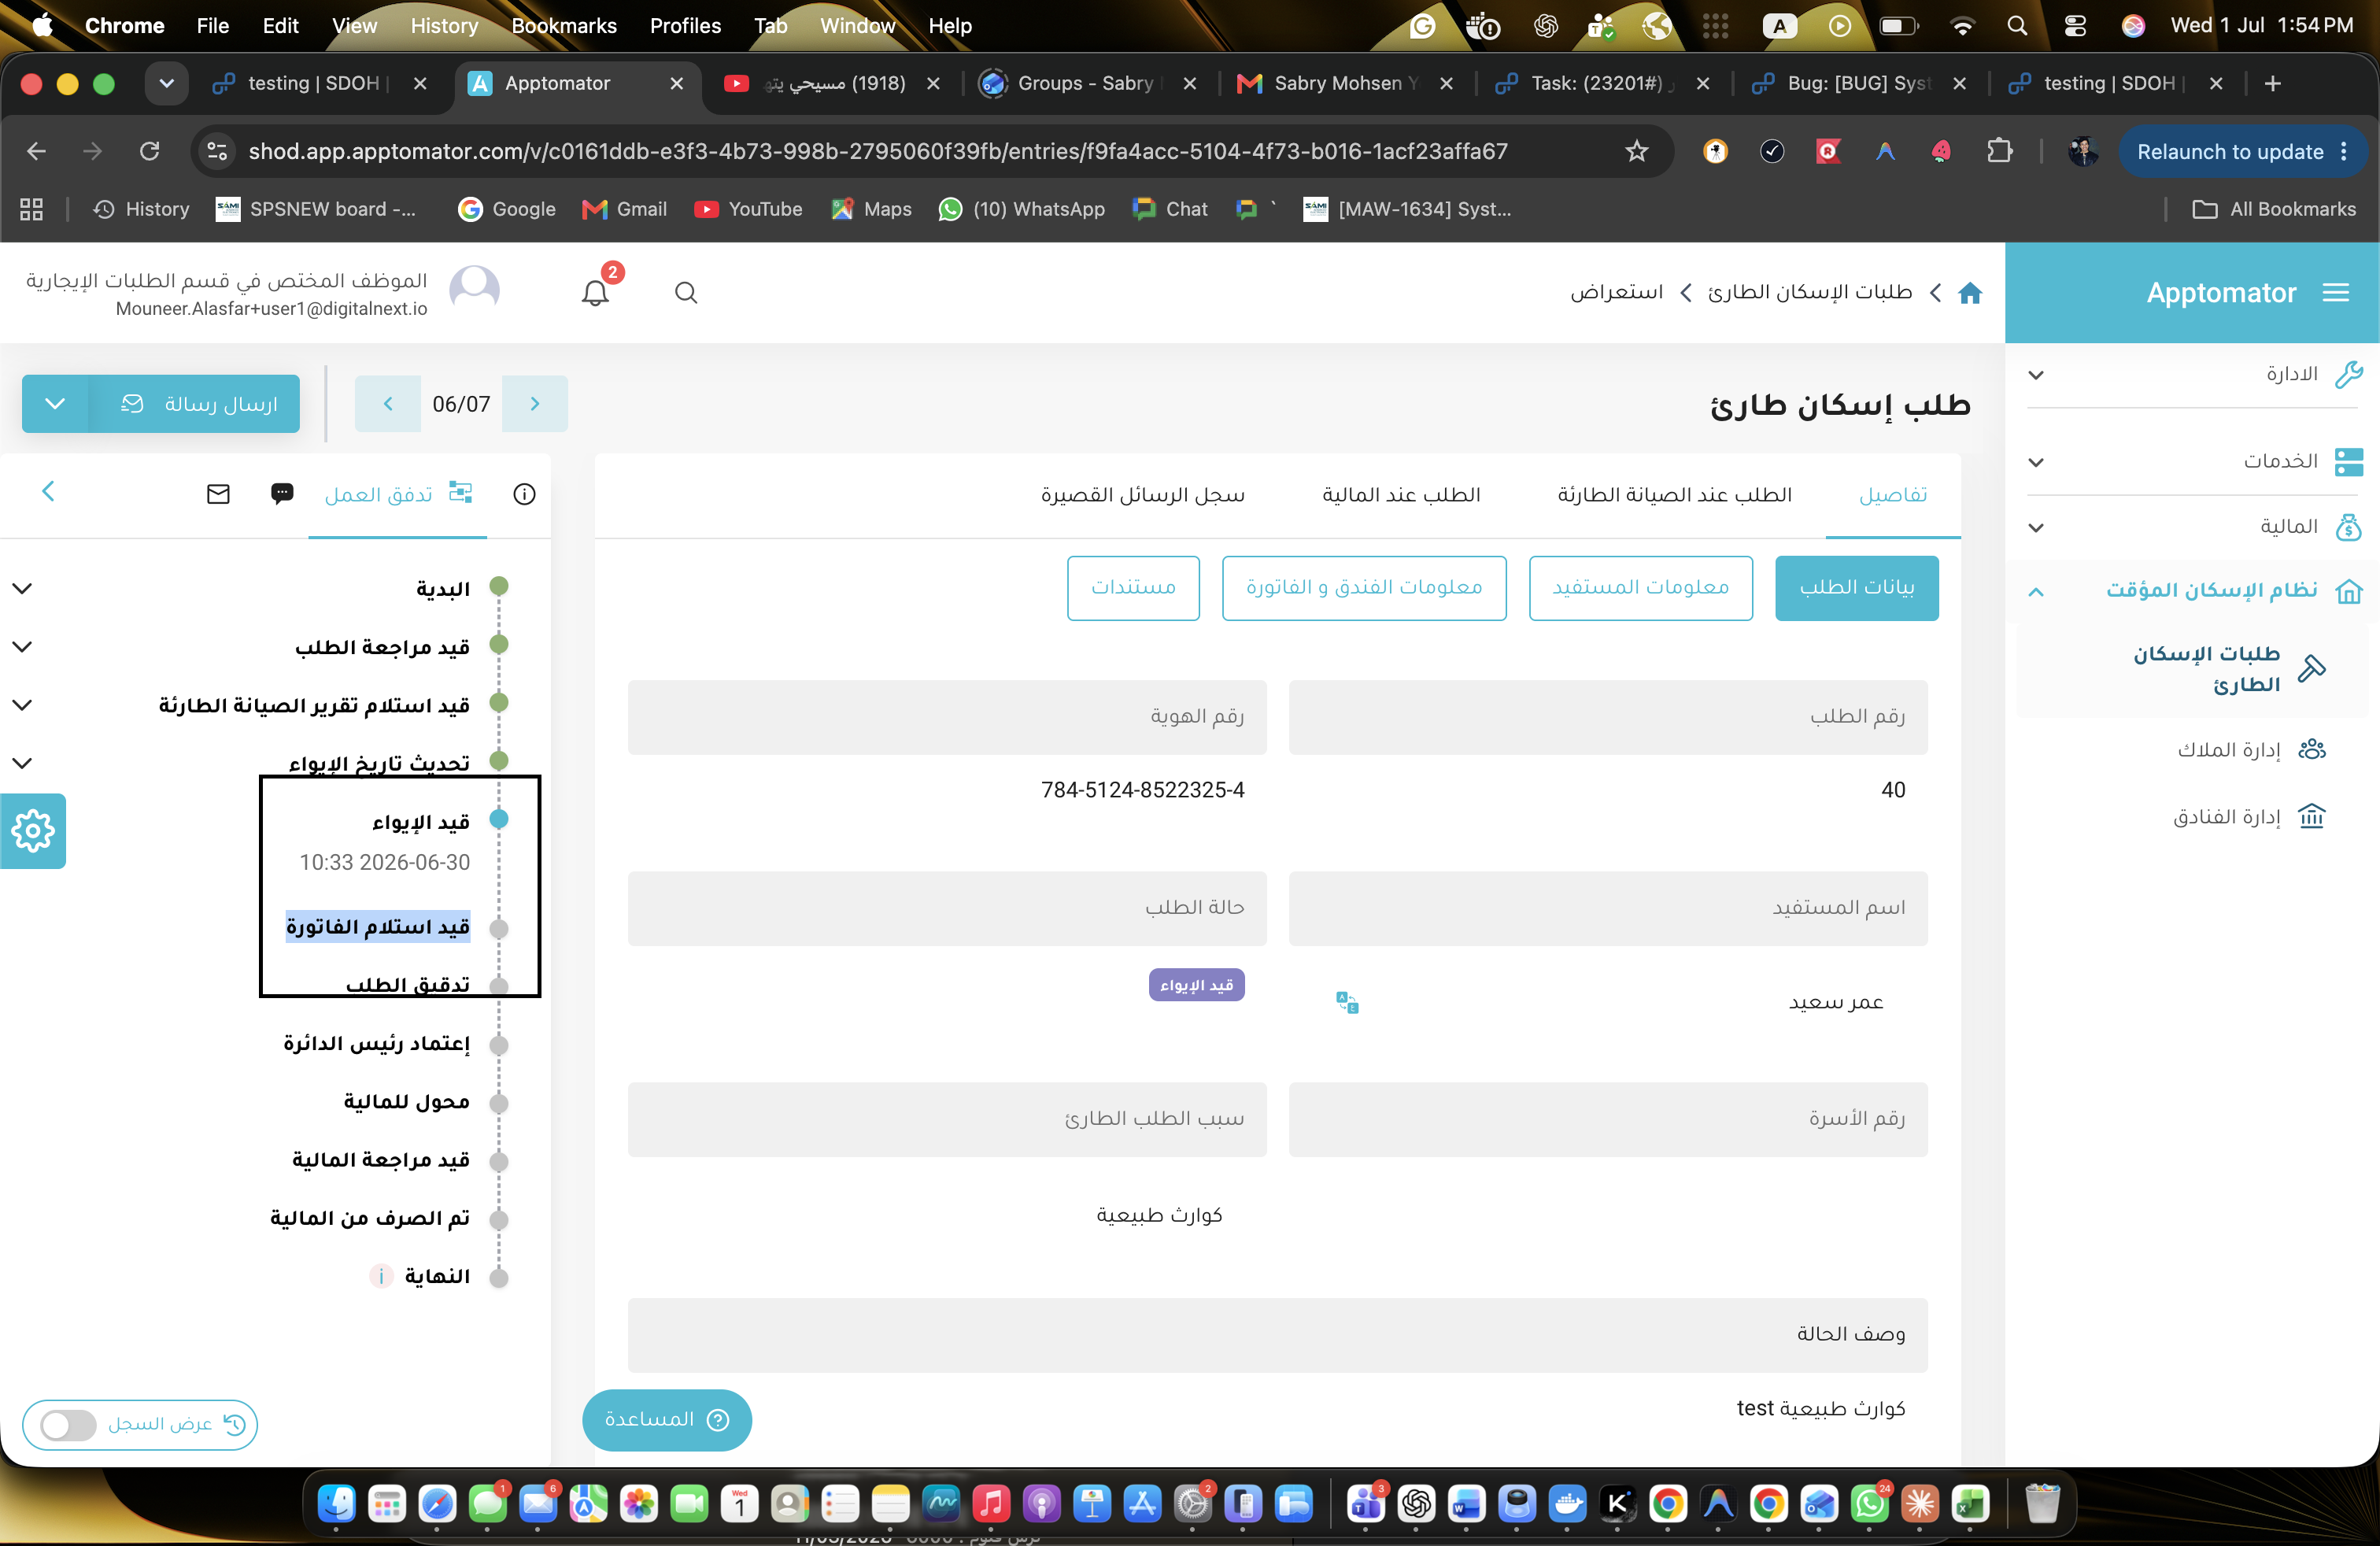 Chrome File Edit View History Bookmarks Profiles Tab Window Help
A
Wed 1 Jul 1:54 PM
testing | SDOH
Apptomator
(1918) مسيحي يته
Groups - Sabry
Sabry Mohsen Y
Task: (23201#)
Bug: [BUG] Syst
testing | SDOH
shod.app.apptomator.com/v/c0161ddb-e3f3-4b73-998b-2795060f39fb/entries/f9fa4acc-5104-4f73-b016-1acf23affa67
Relaunch to update
History
SPSNEW board -...
Google
Gmail
YouTube
Maps
(10) WhatsApp
Chat
`
[MAW-1634] Syst...
All Bookmarks
Apptomator
طلبات الإسكان الطارئ
استعراض
2
الموظف المختص في قسم الطلبات الإيجارية
Mouneer.Alasfar+user1@digitalnext.io
الادارة
الخدمات
المالية
نظام الإسكان المؤقت
طلبات الإسكان
الطارئ
إدارة الملاك
إدارة الفنادق
طلب إسكان طارئ
06/07
ارسال رسالة
تفاصيل
الطلب عند الصيانة الطارئة
الطلب عند المالية
سجل الرسائل القصيرة
بيانات الطلب
معلومات المستفيد
معلومات الفندق و الفاتورة
مستندات
رقم الطلب
رقم الهوية
40
784-5124-8522325-4
اسم المستفيد
حالة الطلب
عمر سعيد
قيد الإيواء
رقم الأسرة
سبب الطلب الطارئ
كوارث طبيعية
وصف الحالة
كوارث طبيعية test
المساعدة
تدفق العمل
البدية
قيد مراجعة الطلب
قيد استلام تقرير الصيانة الطارئة
تحديث تاريخ الإيواء
قيد الإيواء
10:33 2026-06-30
قيد استلام الفاتورة
تدقيق الطلب
إعتماد رئيس الدائرة
محول للمالية
قيد مراجعة المالية
تم الصرف من المالية
النهاية
عرض السجل
1
6
Wed
1
2
3
24